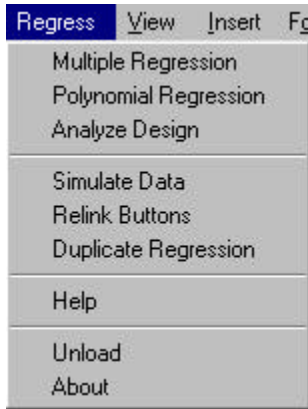 Regress View Insert
Multiple Regression
Polynomial Regression
Analyze Design
Simulate Data
Relink Buttons
Duplicate Regression
Help
Unload
About